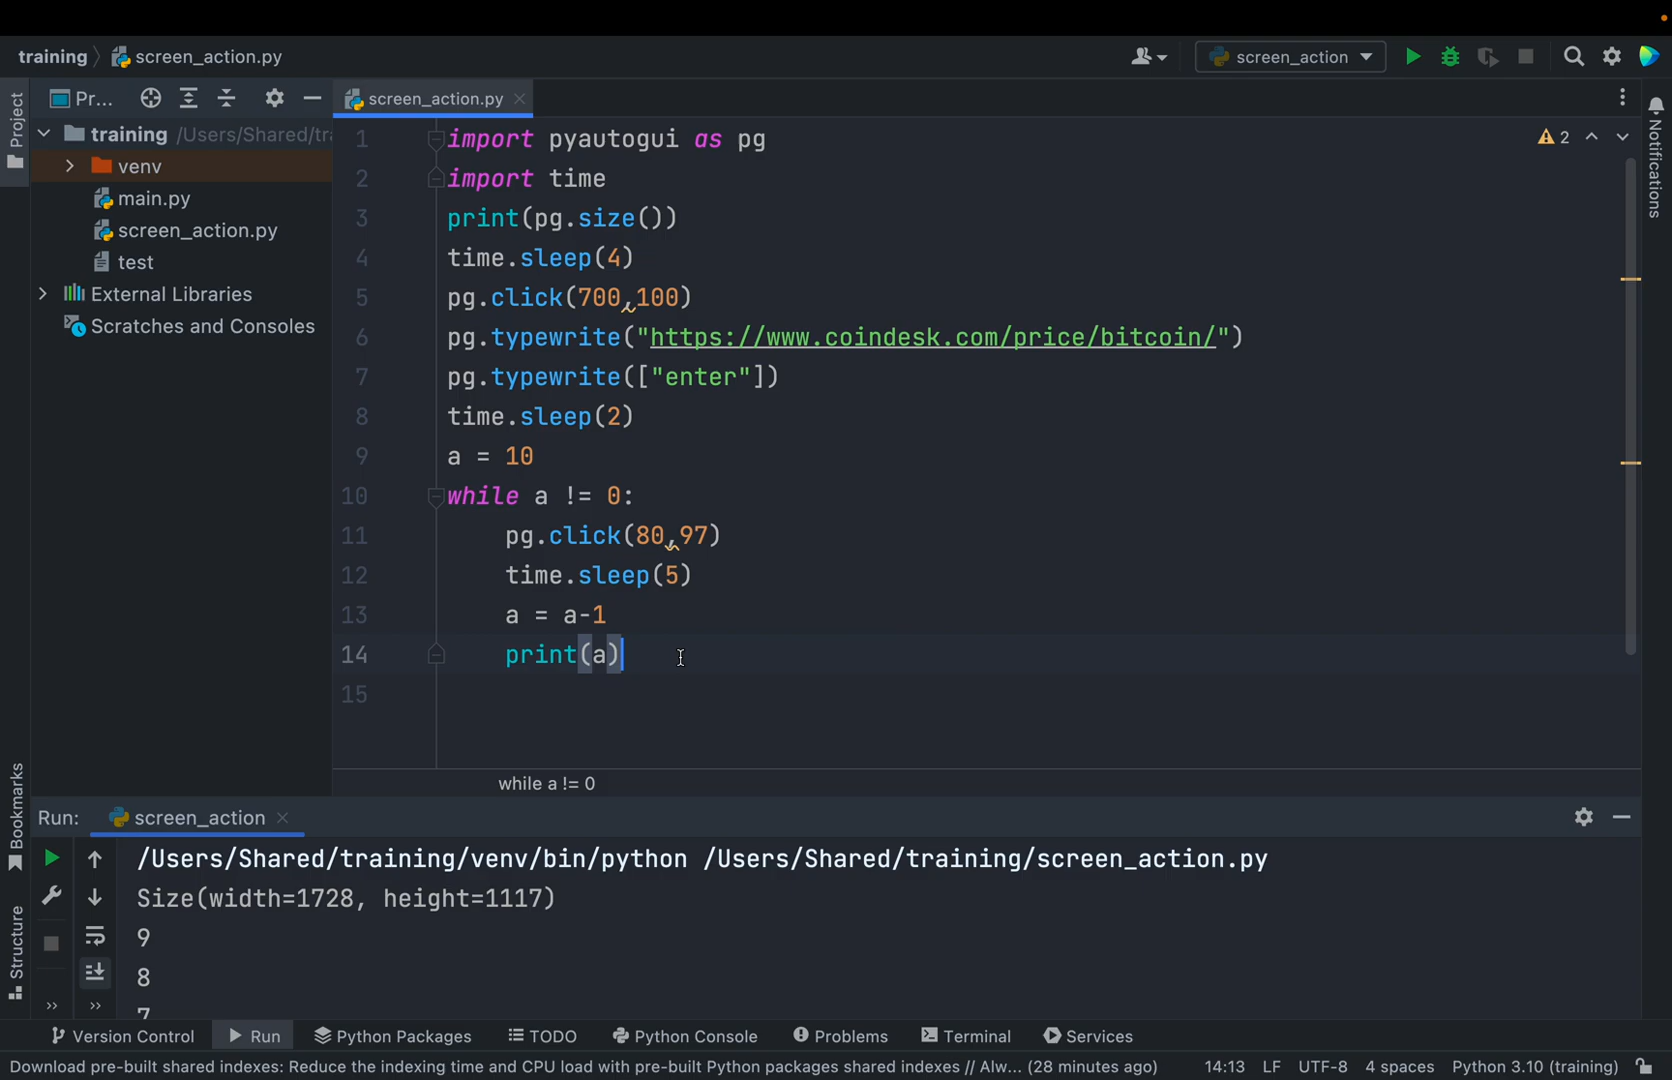 training screen_action.py
screen_action
Project
Pr...
screen_action.py
training /Users/Shared/tra
venv
main.py
screen_action.py
test
External Libraries
Scratches and Consoles
1 import pyautogui as pg
2 import time
3 print(pg.size())
4 time.sleep(4)
5 pg.click(700,100)
6 pg.typewrite("https://www.coindesk.com/price/bitcoin/")
7 pg.typewrite(["enter"])
8 time.sleep(2)
9 a = 10
10 while a != 0:
11 pg.click(80,97)
12 time.sleep(5)
13 a = a-1
14 print(a)
15
2
Notifications
while a != 0
Bookmarks
Structure
Run: screen_action
/Users/Shared/training/venv/bin/python /Users/Shared/training/screen_action.py
Size(width=1728, height=1117)
9
8
7
Version Control Run Python Packages TODO Python Console Problems Terminal Services
Download pre-built shared indexes: Reduce the indexing time and CPU load with pre-built Python packages shared indexes // Alw... (28 minutes ago) 14:13 LF UTF-8 4 spaces Python 3.10 (training)